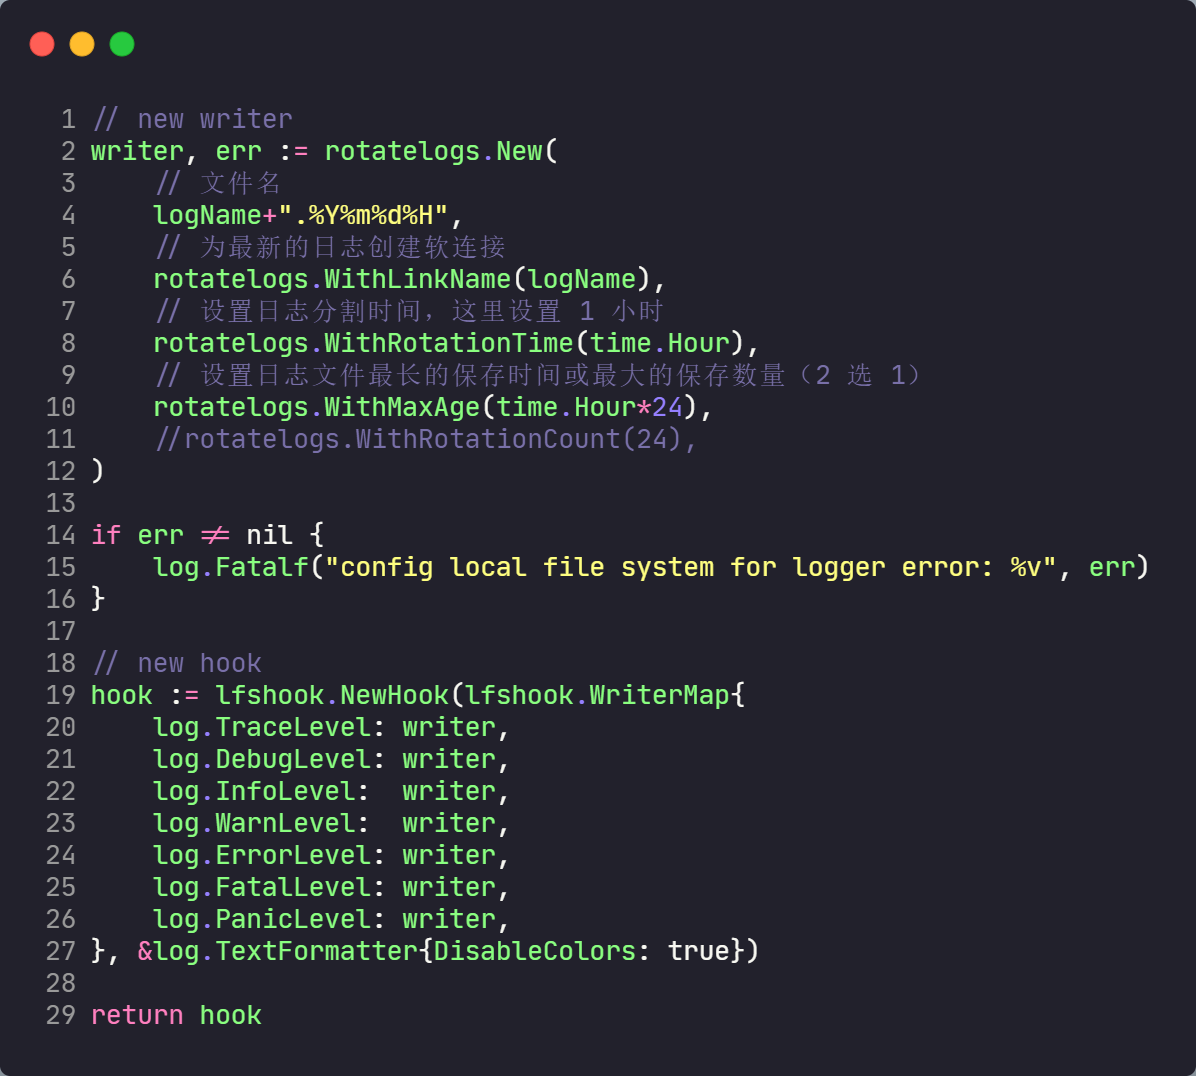 1 // new writer
2 writer, err := rotatelogs.New(
3     // 文件名
4     logName+".%Y%m%d%H",
5     // 为最新的日志创建软连接
6     rotatelogs.WithLinkName(logName),
7     // 设置日志分割时间，这里设置 1 小时
8     rotatelogs.WithRotationTime(time.Hour),
9     // 设置日志文件最长的保存时间或最大的保存数量（2 选 1）
10     rotatelogs.WithMaxAge(time.Hour*24),
11     //rotatelogs.WithRotationCount(24),
12 )
13
14 if err != nil {
15     log.Fatalf("config local file system for logger error: %v", err)
16 }
17
18 // new hook
19 hook := lfshook.NewHook(lfshook.WriterMap{
20     log.TraceLevel: writer,
21     log.DebugLevel: writer,
22     log.InfoLevel:  writer,
23     log.WarnLevel:  writer,
24     log.ErrorLevel: writer,
25     log.FatalLevel: writer,
26     log.PanicLevel: writer,
27 }, &log.TextFormatter{DisableColors: true})
28
29 return hook